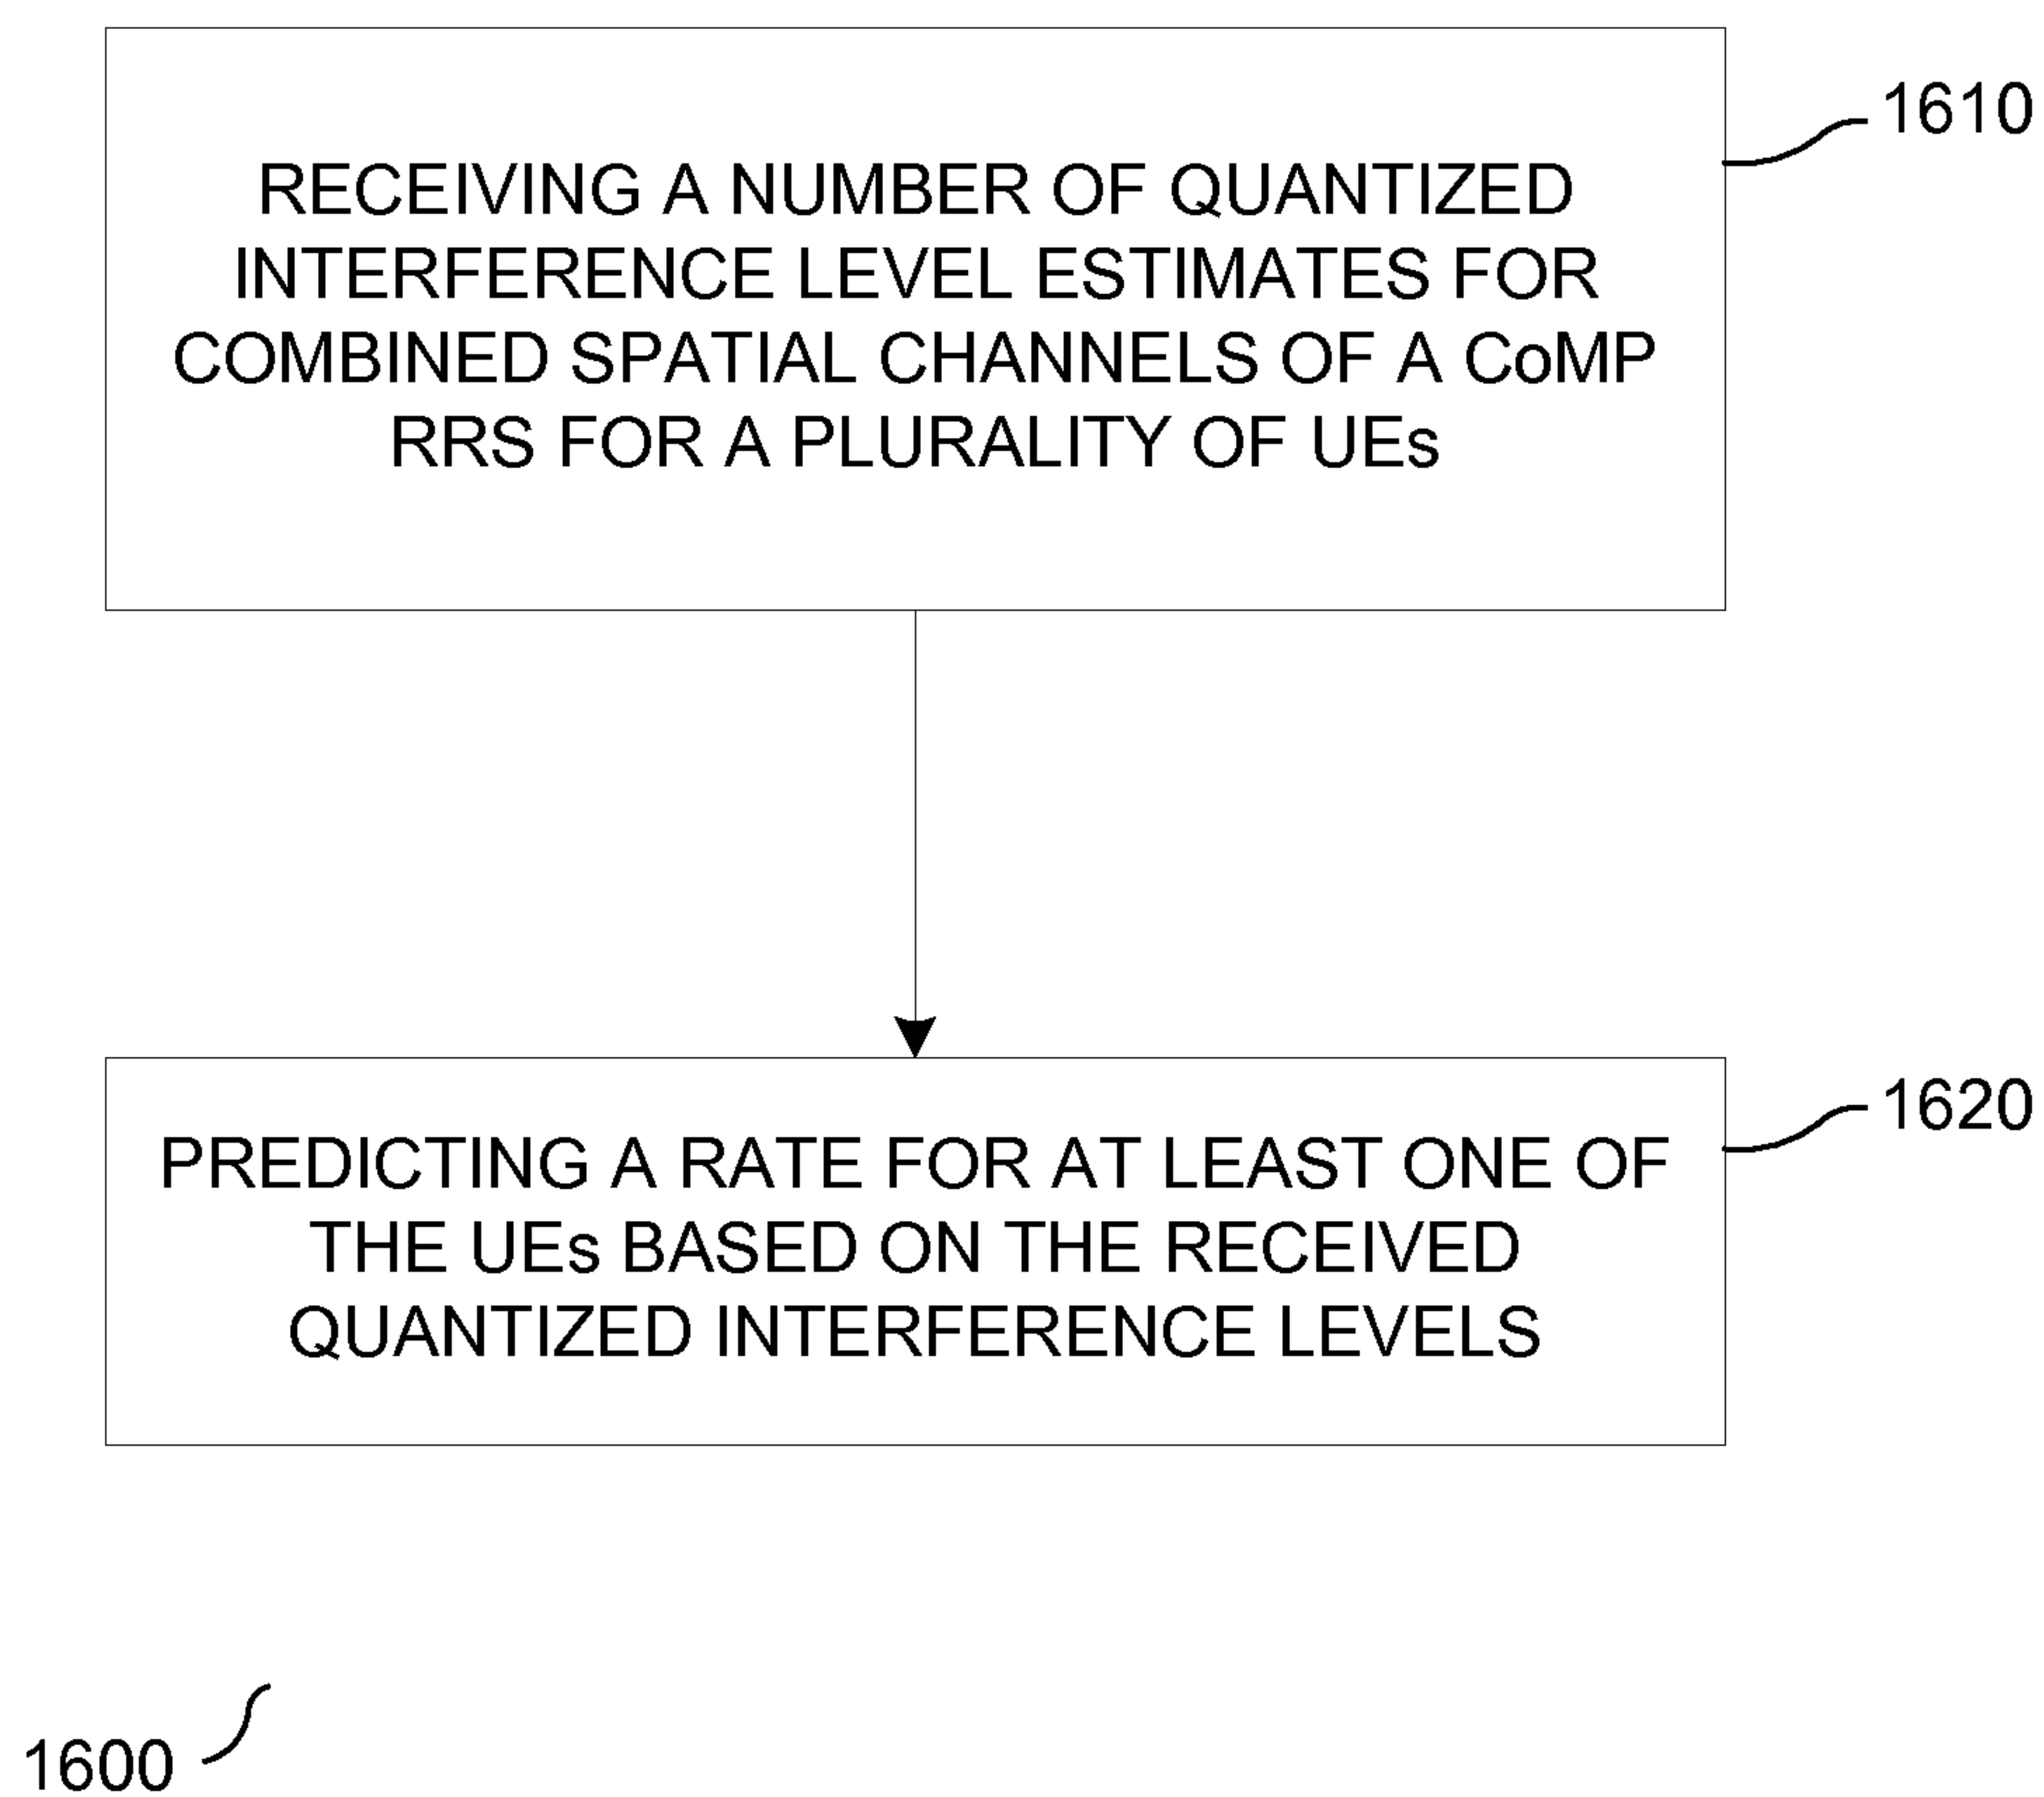 1610
RECEIVING A NUMBER OF QUANTIZED
INTERFERENCE LEVEL ESTIMATES FOR
COMBINED SPATIAL CHANNELS OF A CoMP
RRS FOR A PLURALITY OF UEs
1620
PREDICTING A RATE FOR AT LEAST ONE OF
THE UEs BASED ON THE RECEIVED
QUANTIZED INTERFERENCE LEVELS
1600